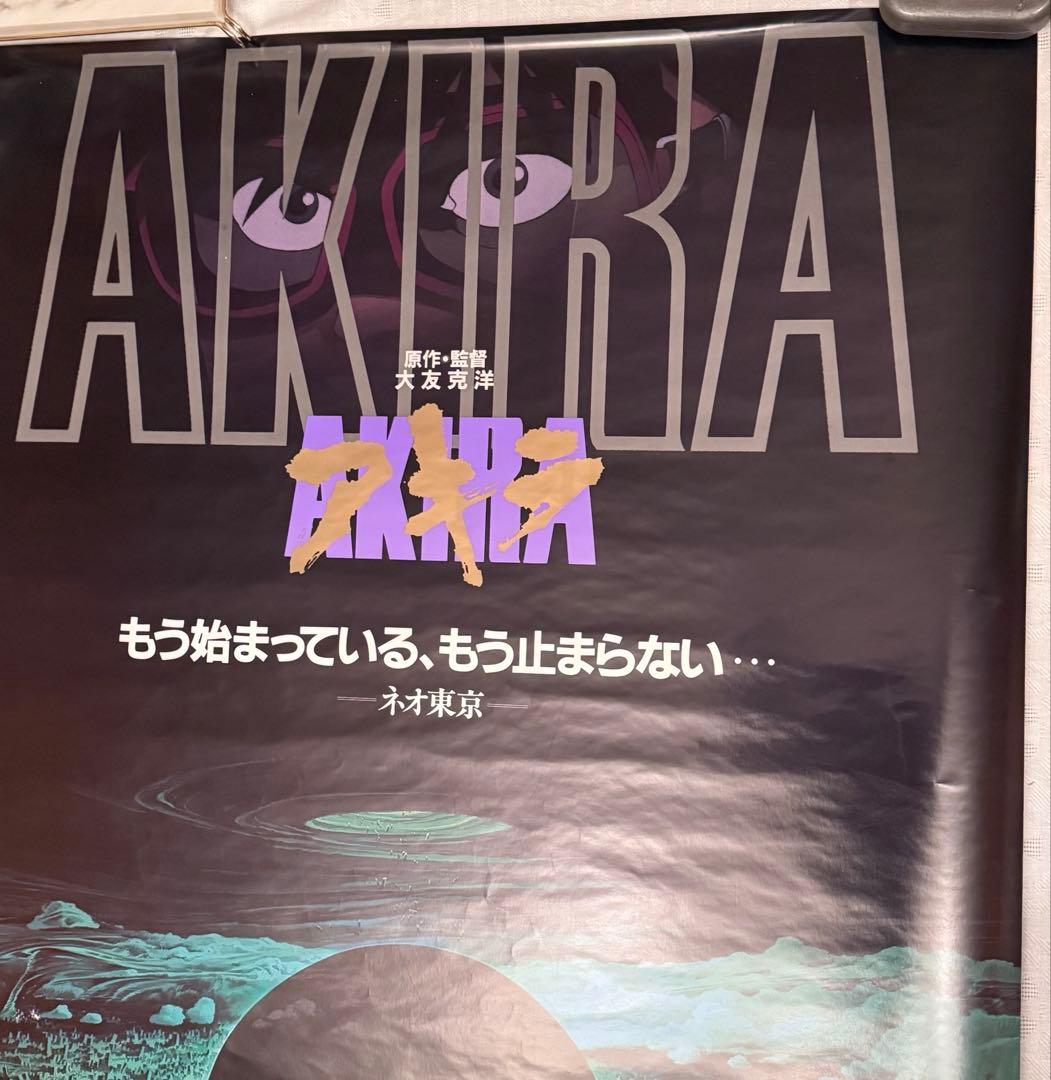 AKIRA
原作・監督
大友克洋
AKIRA
アキラ
もう始まっている、もう止まらない・・・
—ネオ東京—